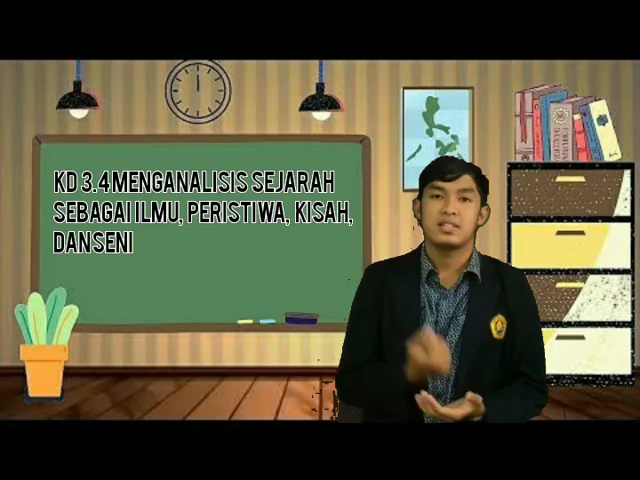 KD 3.4 MENGANALISIS SEJARAH
SEBAGAI ILMU, PERISTIWA, KISAH,
DAN SENI